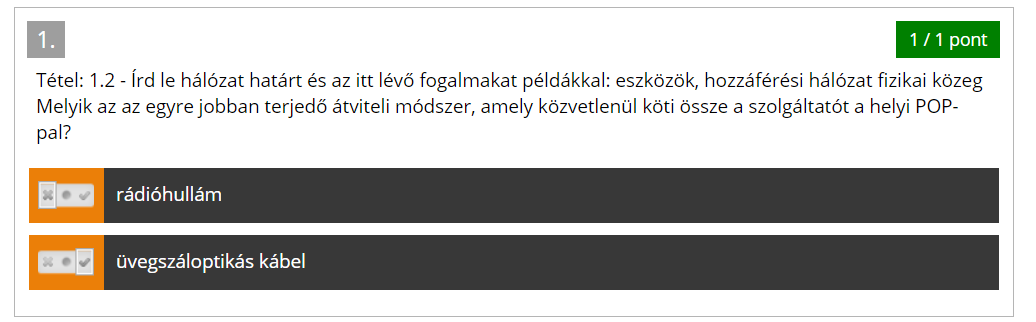 1.
1 / 1 pont
Tétel: 1.2 - Írd le hálózat határt és az itt lévő fogalmakat példákkal: eszközök, hozzáférési hálózat fizikai közeg
Melyik az az egyre jobban terjedő átviteli módszer, amely közvetlenül köti össze a szolgáltatót a helyi POP-
pal?
rádióhullám
üvegszáloptikás kábel